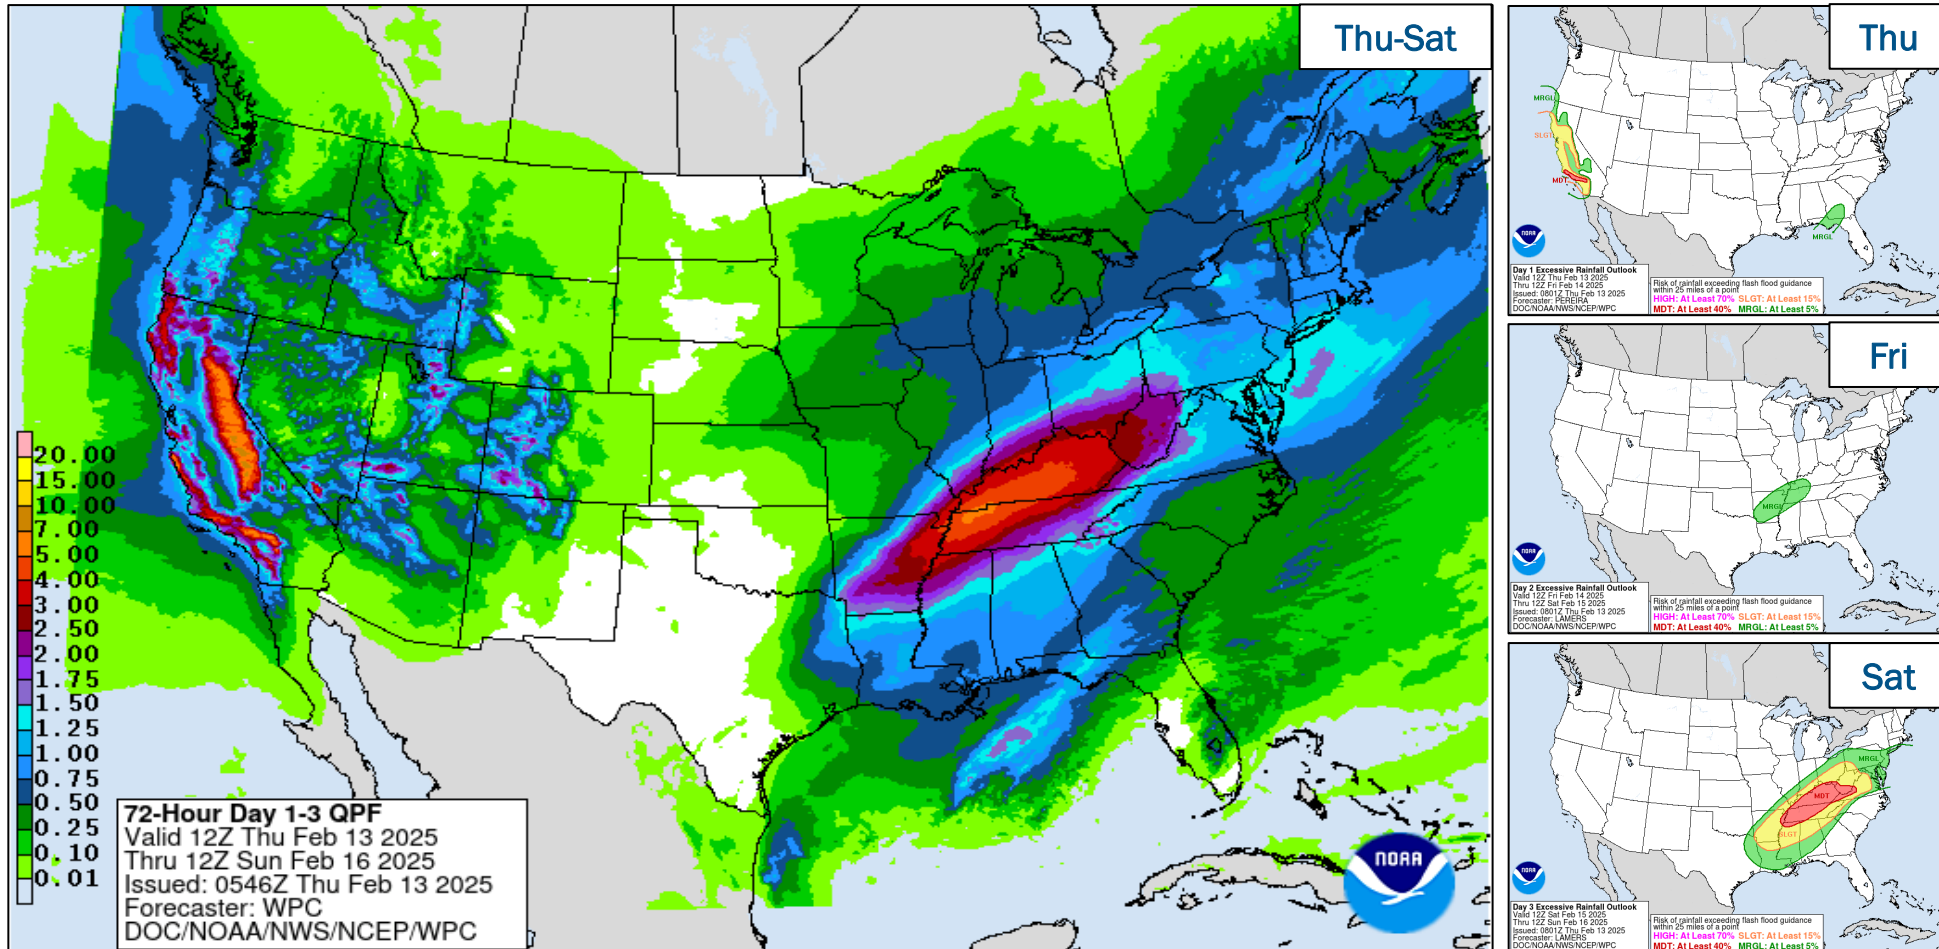 Thu-Sat
20.00
15.00
10.00
7.00
5.00
4.00
3.00
2.50
2.00
1.75
1.50
1.25
1.00
0.75
0.50
0.25
0.10
0.01
72-Hour Day 1-3 QPF
Valid 12Z Thu Feb 13 2025
Thru 12Z Sun Feb 16 2025
Issued: 0546Z Thu Feb 13 2025
Forecaster: WPC
DOC/NOAA/NWS/NCEP/WPC
NOAA
Thu
MRGL
SLGT
MDT
MRGL
NOAA
Day 1 Excessive Rainfall Outlook
Valid 12Z Thu Feb 13 2025
Thru 12Z Fri Feb 14 2025
Issued: 0801Z Thu Feb 13 2025
Forecaster: PEREIRA
DOC/NOAA/NWS/NCEP/WPC
Risk of rainfall exceeding flash flood guidance
within 25 miles of a point
HIGH: At Least 70% SLGT: At Least 15%
MDT: At Least 40% MRGL: At Least 5%
Fri
MRGL
NOAA
Day 2 Excessive Rainfall Outlook
Valid 12Z Fri Feb 14 2025
Thru 12Z Sat Feb 15 2025
Issued: 0801Z Thu Feb 13 2025
Forecaster: LAMERS
DOC/NOAA/NWS/NCEP/WPC
Risk of rainfall exceeding flash flood guidance
within 25 miles of a point
HIGH: At Least 70% SLGT: At Least 15%
MDT: At Least 40% MRGL: At Least 5%
Sat
MRGL
MDT
SLGT
NOAA
Day 3 Excessive Rainfall Outlook
Valid 12Z Sat Feb 15 2025
Thru 12Z Sun Feb 16 2025
Issued: 0801Z Thu Feb 13 2025
Forecaster: LAMERS
DOC/NOAA/NWS/NCEP/WPC
Risk of rainfall exceeding flash flood guidance
within 25 miles of a point
HIGH: At Least 70% SLGT: At Least 15%
MDT: At Least 40% MRGL: At Least 5%